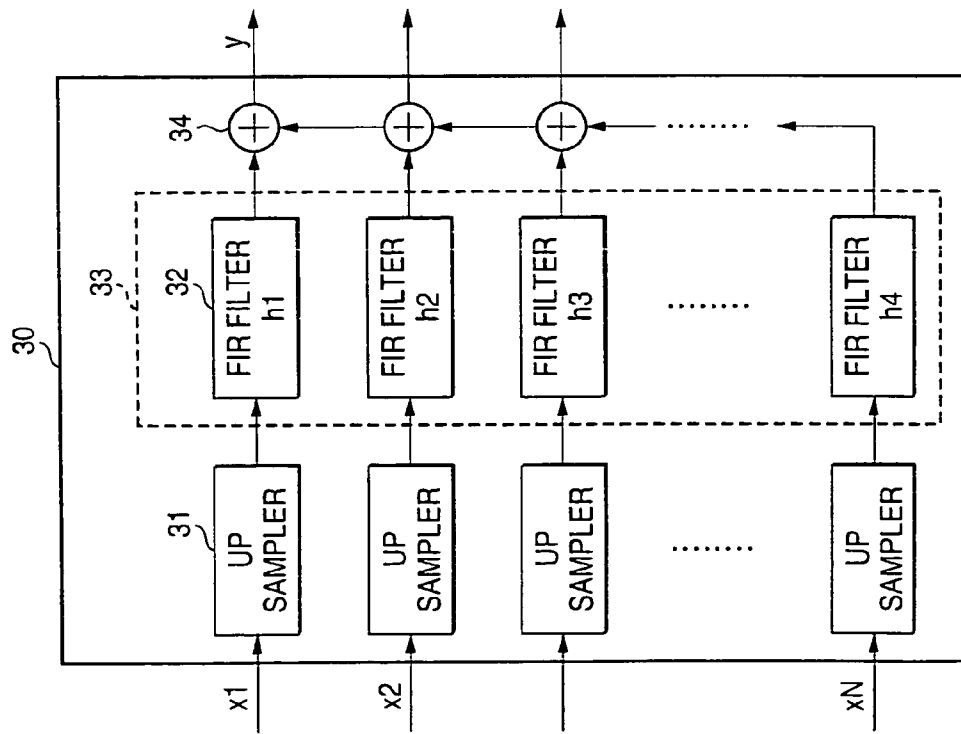 30
33
x1
31
UP
SAMPLER
32
FIR FILTER
h1
34
y
x2
UP
SAMPLER
FIR FILTER
h2
UP
SAMPLER
FIR FILTER
h3
xN
UP
SAMPLER
FIR FILTER
h4